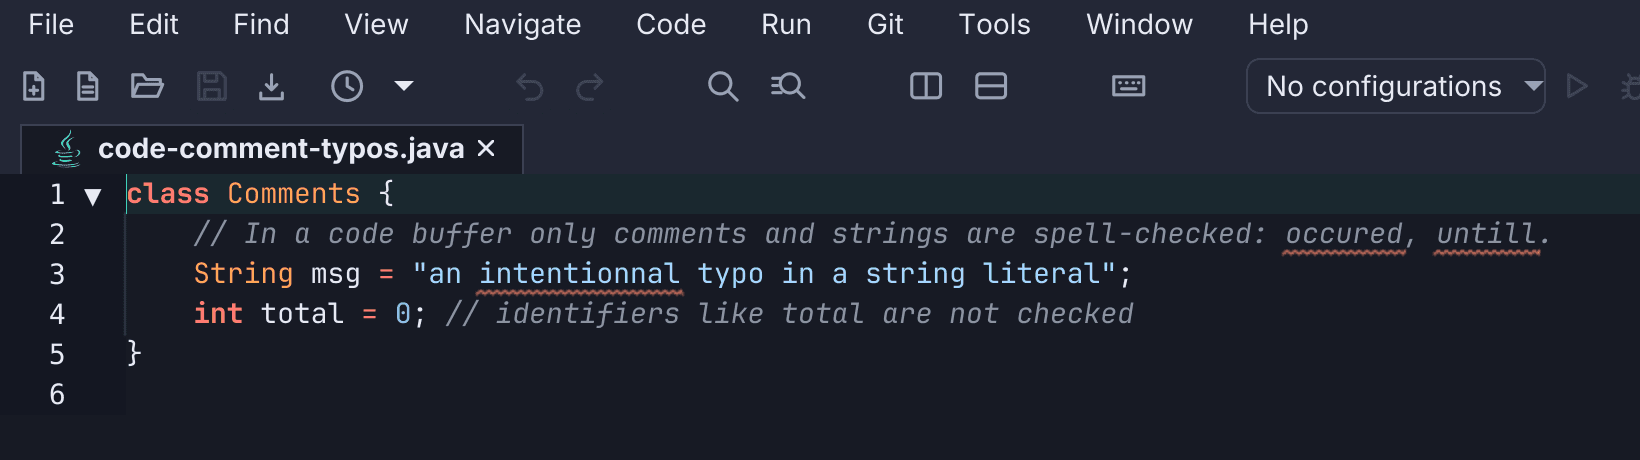 File Edit Find View Navigate Code Run Git Tools Window Help
No configurations
code-comment-typos.java
1 class Comments {
2 // In a code buffer only comments and strings are spell-checked: occured, untill.
3 String msg = "an intentionnal typo in a string literal";
4 int total = 0; // identifiers like total are not checked
5 }
6